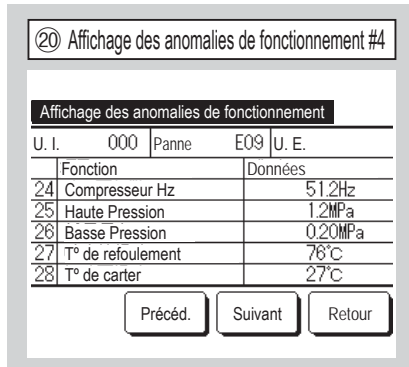 ⑳ Affichage des anomalies de fonctionnement #4
Affichage des anomalies de fonctionnement
U. I. 000 Panne E09 U. E.
Fonction Données
24 Compresseur Hz 51.2Hz
25 Haute Pression 1.2MPa
26 Basse Pression 0.20MPa
27 Tº de refoulement 76℃
28 Tº de carter 27℃
Précéd. Suivant Retour